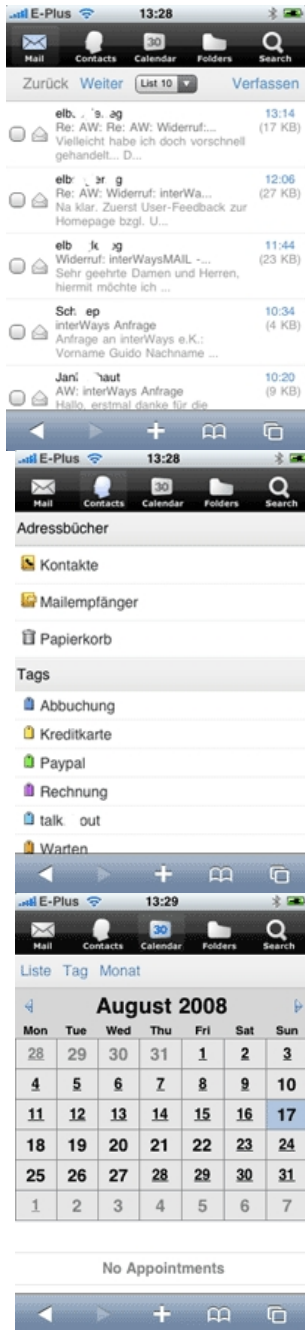 E-Plus 13:28
Mail Contacts 30 Calendar Folders Search
Zurück Weiter List 10 Verfassen
13:14
Re: AW: Re: AW: Widerruf:... (17 KB)
Vielleicht habe ich doch vorschnell
gehandelt... D...
12:06
Re: AW: Widerruf: interWa... (27 KB)
Na klar. Zuerst User-Feedback zur
Homepage bzgl. U...
11:44
Widerruf: interWaysMAIL -... (23 KB)
Sehr geehrte Damen und Herren,
hiermit möchte ich ...
10:34
interWays Anfrage (4 KB)
Anfrage an interWays e.K.:
Vorname Guido Nachname ...
10:20
AW: interWays Anfrage (9 KB)
Hallo, erstmal danke für die
E-Plus 13:28
Mail Contacts 30 Calendar Folders Search
Adressbücher
Kontakte
Mailempfänger
Papierkorb
Tags
Abbuchung
Kreditkarte
Paypal
Rechnung
talk out
Warten
E-Plus 13:29
Mail Contacts 30 Calendar Folders Search
Liste Tag Monat
August 2008
Mon Tue Wed Thu Fri Sat Sun
28 29 30 31 1 2 3
4 5 6 7 8 9 10
11 12 13 14 15 16 17
18 19 20 21 22 23 24
25 26 27 28 29 30 31
1 2 3 4 5 6 7
No Appointments